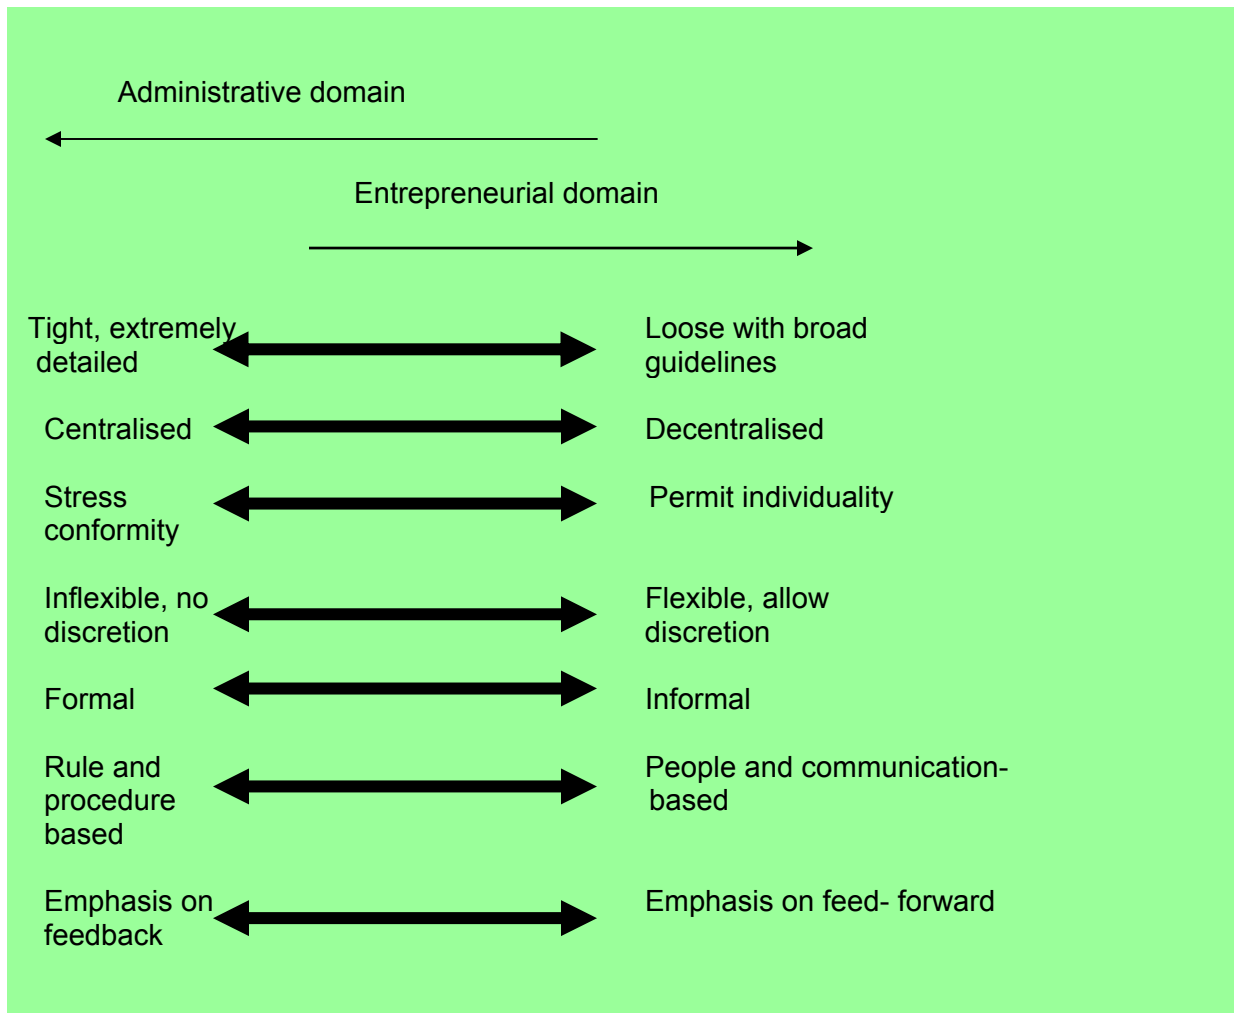 Administrative domain
Entrepreneurial domain
Tight, extremely
detailed
Loose with broad
guidelines
Centralised
Decentralised
Stress
conformity
Permit individuality
Inflexible, no
discretion
Flexible, allow
discretion
Formal
Informal
Rule and
procedure
based
People and communication-
based
Emphasis on
feedback
Emphasis on feed- forward